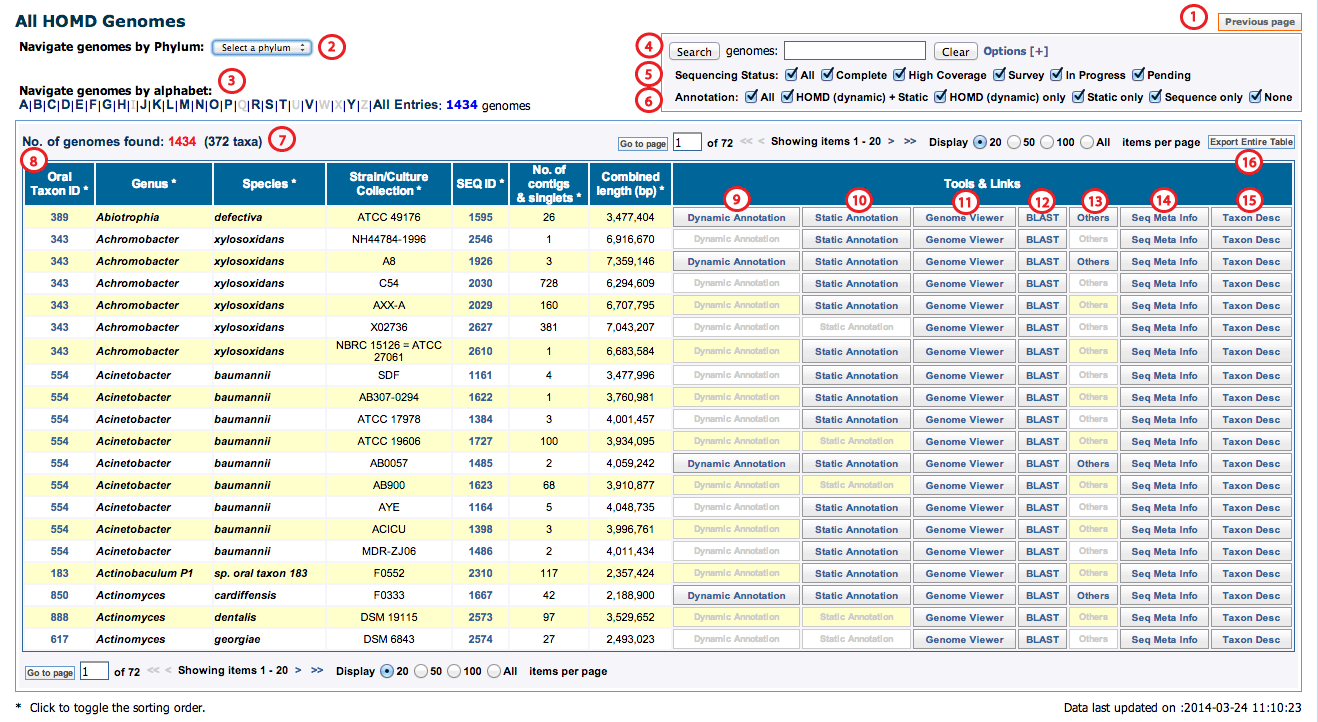 All HOMD Genomes
1 Previous page
Navigate genomes by Phylum: Select a phylum 2
4 Search genomes: Clear Options [+]
5 Sequencing Status: All Complete High Coverage Survey In Progress Pending
3
Navigate genomes by alphabet:
6 Annotation: All HOMD (dynamic) + Static HOMD (dynamic) only Static only Sequence only None
A|B|C|D|E|F|G|H|I|J|K|L|M|N|O|P|Q|R|S|T|U|V|W|X|Y|Z|All Entries: 1434 genomes
No. of genomes found: 1434 (372 taxa) 7 Go to page 1 of 72 << < Showing items 1 - 20 > >> Display 20 50 100 All items per page Export Entire Table
8 16
Oral Taxon ID * Genus * Species * Strain/Culture Collection * SEQ ID * No. of contigs & singlets * Combined length (bp) * Tools & Links
9 10 11 12 13 14 15
389 Abiotrophia defectiva ATCC 49176 1595 26 3,477,404 Dynamic Annotation Static Annotation Genome Viewer BLAST Others Seq Meta Info Taxon Desc
343 Achromobacter xylosoxidans NH44784-1996 2546 1 6,916,670 Dynamic Annotation Static Annotation Genome Viewer BLAST Others Seq Meta Info Taxon Desc
343 Achromobacter xylosoxidans A8 1926 3 7,359,146 Dynamic Annotation Static Annotation Genome Viewer BLAST Others Seq Meta Info Taxon Desc
343 Achromobacter xylosoxidans C54 2030 728 6,294,609 Dynamic Annotation Static Annotation Genome Viewer BLAST Others Seq Meta Info Taxon Desc
343 Achromobacter xylosoxidans AXX-A 2029 160 6,707,795 Dynamic Annotation Static Annotation Genome Viewer BLAST Others Seq Meta Info Taxon Desc
343 Achromobacter xylosoxidans X02736 2627 381 7,043,207 Dynamic Annotation Static Annotation Genome Viewer BLAST Others Seq Meta Info Taxon Desc
343 Achromobacter xylosoxidans NBRC 15126 = ATCC 27061 2610 1 6,683,584 Dynamic Annotation Static Annotation Genome Viewer BLAST Others Seq Meta Info Taxon Desc
554 Acinetobacter baumannii SDF 1161 4 3,477,996 Dynamic Annotation Static Annotation Genome Viewer BLAST Others Seq Meta Info Taxon Desc
554 Acinetobacter baumannii AB307-0294 1622 1 3,760,981 Dynamic Annotation Static Annotation Genome Viewer BLAST Others Seq Meta Info Taxon Desc
554 Acinetobacter baumannii ATCC 17978 1384 3 4,001,457 Dynamic Annotation Static Annotation Genome Viewer BLAST Others Seq Meta Info Taxon Desc
554 Acinetobacter baumannii ATCC 19606 1727 100 3,934,095 Dynamic Annotation Static Annotation Genome Viewer BLAST Others Seq Meta Info Taxon Desc
554 Acinetobacter baumannii AB0057 1485 2 4,059,242 Dynamic Annotation Static Annotation Genome Viewer BLAST Others Seq Meta Info Taxon Desc
554 Acinetobacter baumannii AB900 1623 68 3,910,877 Dynamic Annotation Static Annotation Genome Viewer BLAST Others Seq Meta Info Taxon Desc
554 Acinetobacter baumannii AYE 1164 5 4,048,735 Dynamic Annotation Static Annotation Genome Viewer BLAST Others Seq Meta Info Taxon Desc
554 Acinetobacter baumannii ACICU 1398 3 3,996,761 Dynamic Annotation Static Annotation Genome Viewer BLAST Others Seq Meta Info Taxon Desc
554 Acinetobacter baumannii MDR-ZJ06 1486 2 4,011,434 Dynamic Annotation Static Annotation Genome Viewer BLAST Others Seq Meta Info Taxon Desc
183 Actinobaculum P1 sp. oral taxon 183 F0552 2310 117 2,357,424 Dynamic Annotation Static Annotation Genome Viewer BLAST Others Seq Meta Info Taxon Desc
850 Actinomyces cardiffensis F0333 1667 42 2,188,900 Dynamic Annotation Static Annotation Genome Viewer BLAST Others Seq Meta Info Taxon Desc
888 Actinomyces dentalis DSM 19115 2573 97 3,529,652 Dynamic Annotation Static Annotation Genome Viewer BLAST Others Seq Meta Info Taxon Desc
617 Actinomyces georgiae DSM 6843 2574 27 2,493,023 Dynamic Annotation Static Annotation Genome Viewer BLAST Others Seq Meta Info Taxon Desc
Go to page 1 of 72 << < Showing items 1 - 20 > >> Display 20 50 100 All items per page
* Click to toggle the sorting order. Data last updated on :2014-03-24 11:10:23